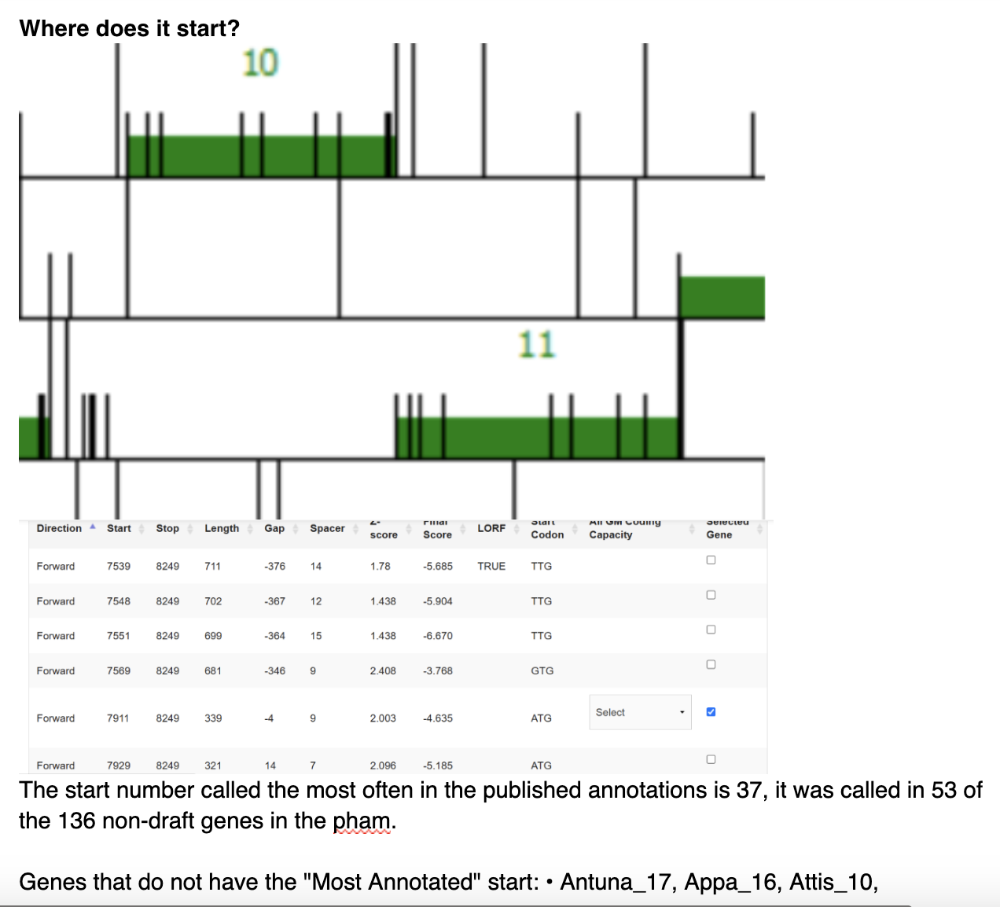 Where does it start?
10
11
Direction Start Stop Length Gap Spacer Z-score Final Score LORF Start Codon All GM Coding Capacity Selected Gene
Forward 7539 8249 711 -376 14 1.78 -5.685 TRUE TTG
Forward 7548 8249 702 -367 12 1.438 -5.904 TTG
Forward 7551 8249 699 -364 15 1.438 -6.670 TTG
Forward 7569 8249 681 -346 9 2.408 -3.768 GTG
Forward 7911 8249 339 -4 9 2.003 -4.635 ATG Select
Forward 7929 8249 321 14 7 2.096 -5.185 ATG
The start number called the most often in the published annotations is 37, it was called in 53 of
the 136 non-draft genes in the pham.
Genes that do not have the "Most Annotated" start: • Antuna_17, Appa_16, Attis_10,